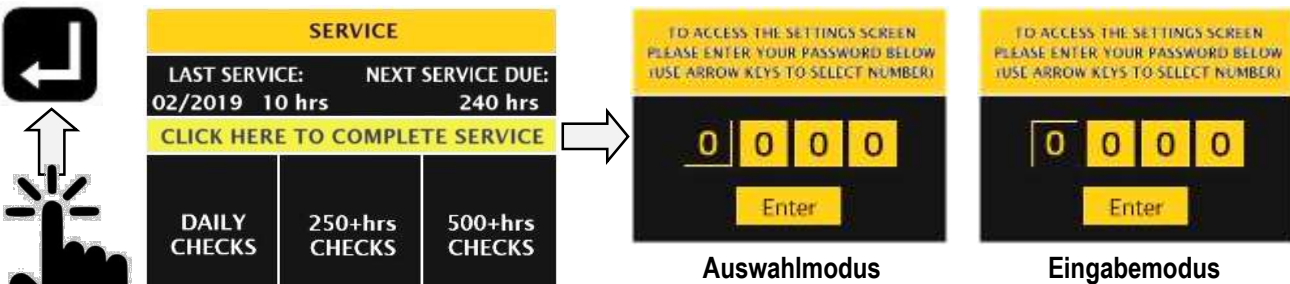 SERVICE
LAST SERVICE: NEXT SERVICE DUE:
02/2019 10 hrs 240 hrs
CLICK HERE TO COMPLETE SERVICE
DAILY
CHECKS
250+hrs
CHECKS
500+hrs
CHECKS
TO ACCESS THE SETTINGS SCREEN
PLEASE ENTER YOUR PASSWORD BELOW
(USE ARROW KEYS TO SELECT NUMBER)
0 0 0 0
Enter
Auswahlmodus
TO ACCESS THE SETTINGS SCREEN
PLEASE ENTER YOUR PASSWORD BELOW
(USE ARROW KEYS TO SELECT NUMBER)
0 0 0 0
Enter
Eingabemodus